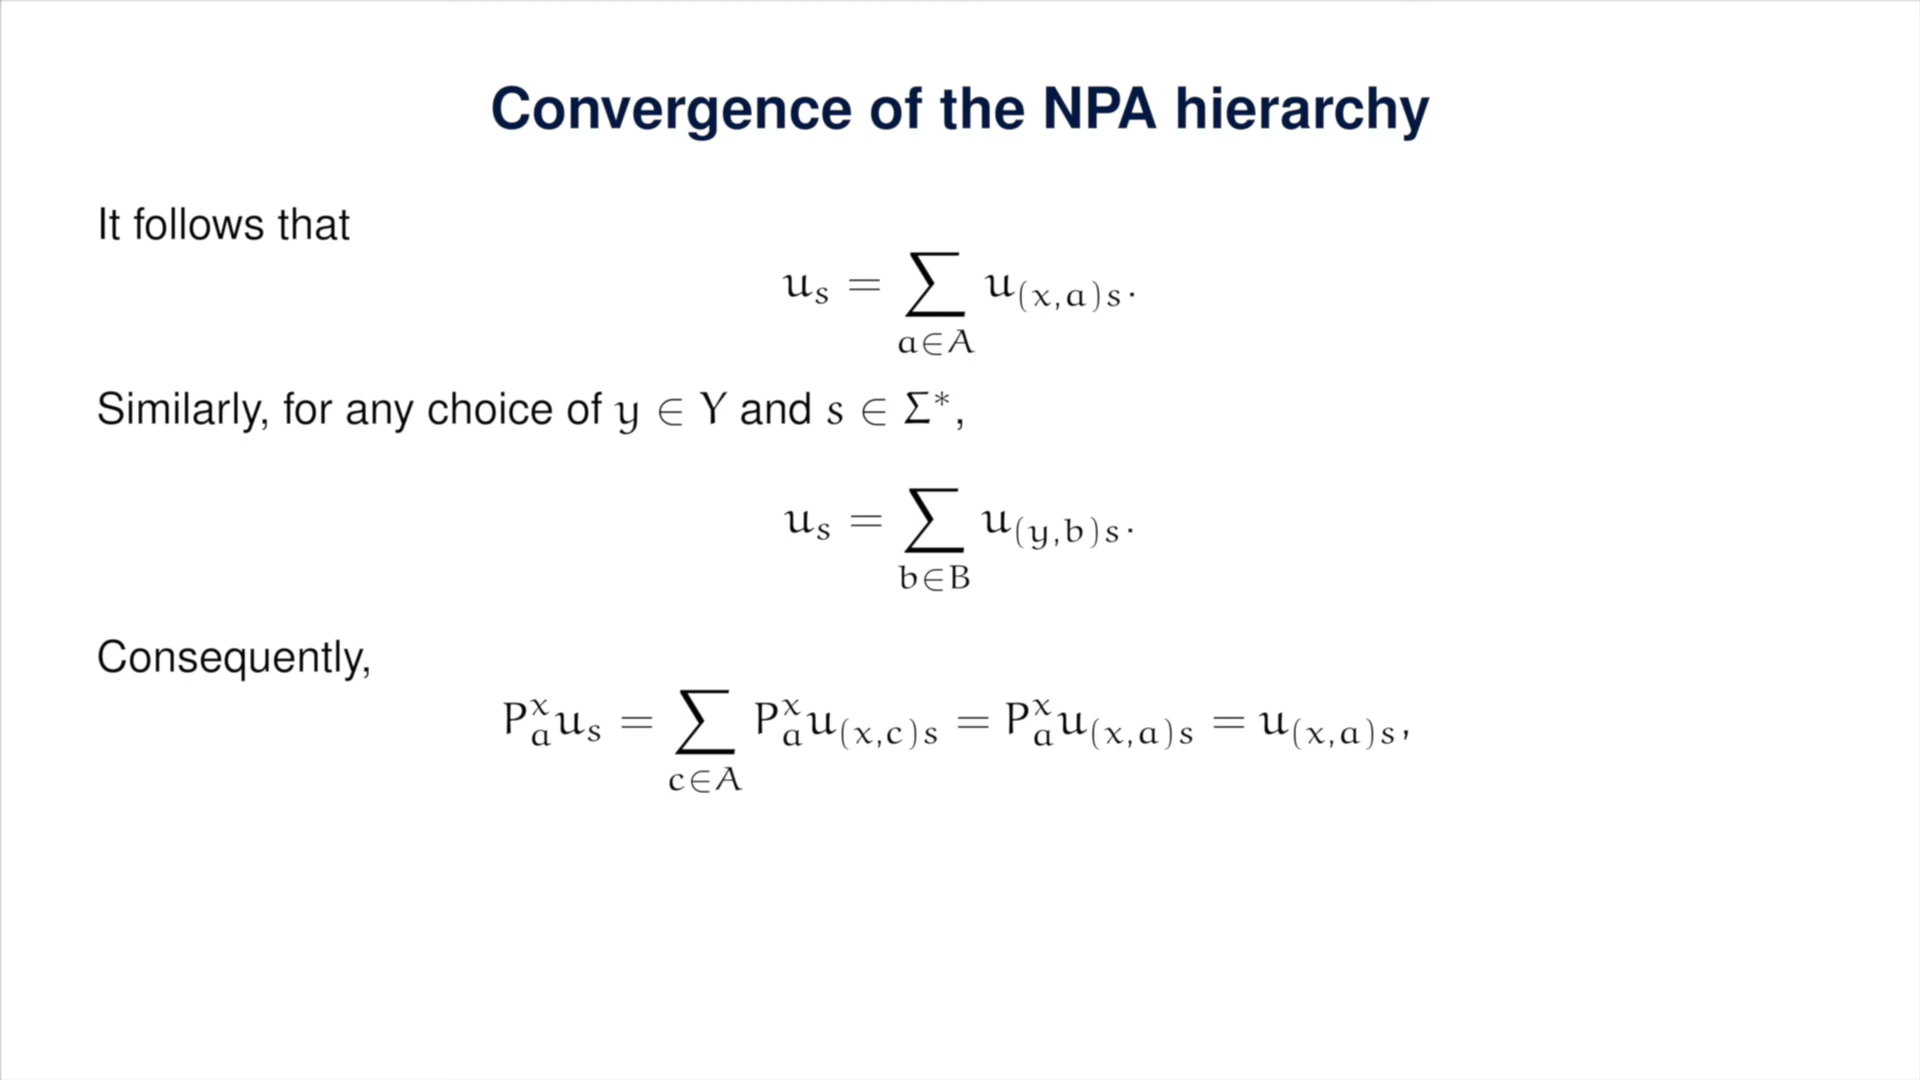 Convergence of the NPA hierarchy
It follows that
u_s = ∑_{a∈A} u_{(x,a)s}.
Similarly, for any choice of y ∈ Y and s ∈ Σ*,
u_s = ∑_{b∈B} u_{(y,b)s}.
Consequently,
P^x_a u_s = ∑_{c∈A} P^x_a u_{(x,c)s} = P^x_a u_{(x,a)s} = u_{(x,a)s},